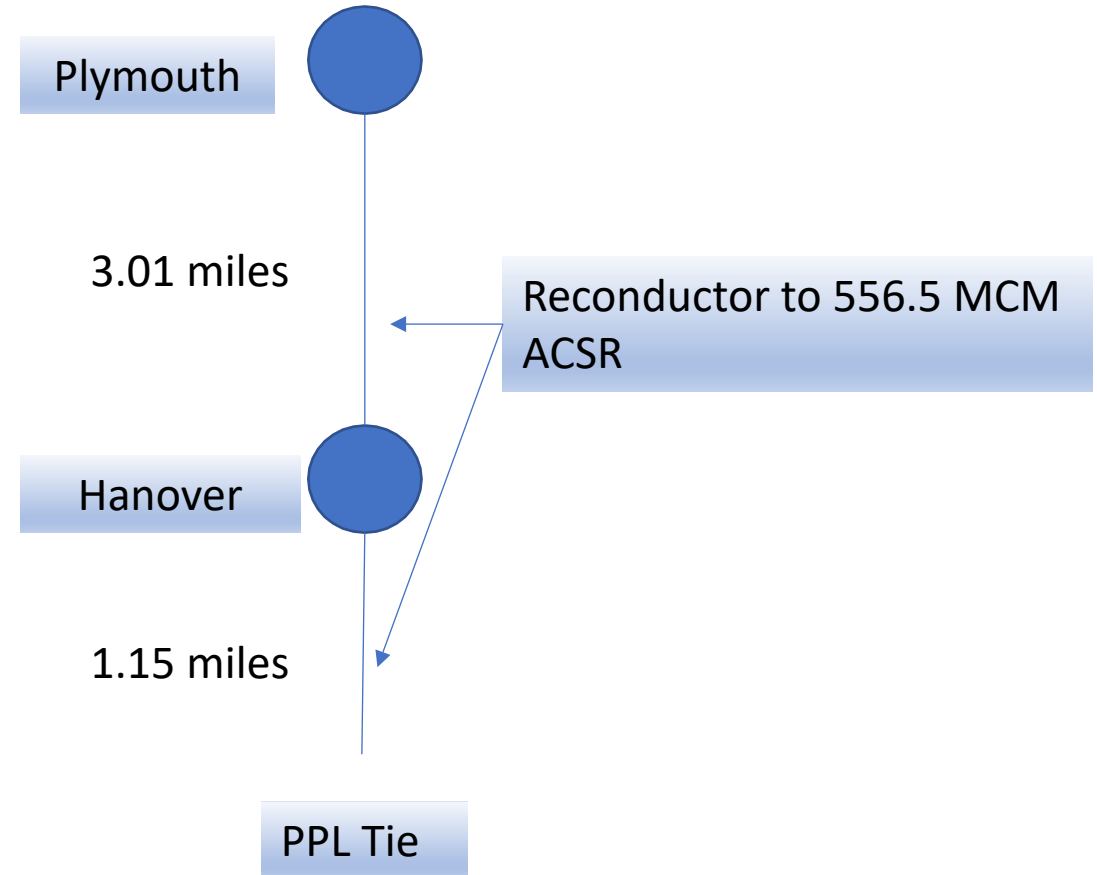 Plymouth
3.01 miles
Reconductor to 556.5 MCM
ACSR
Hanover
1.15 miles
PPL Tie